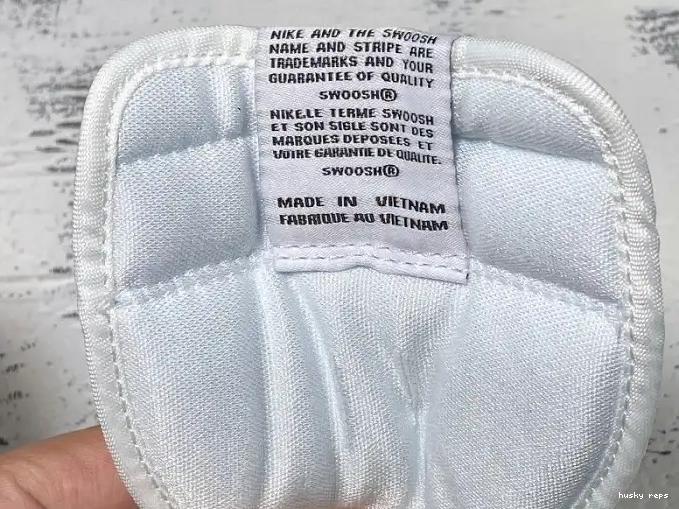 NIKE AND THE SWOOSH
NAME AND STRIPE ARE
TRADEMARKS AND YOUR
GUARANTEE OF QUALITY
SWOOSH®
NIKE.LE TERME SWOOSH
ET SON SIGLE SONT DES
MARQUES DEPOSEES ET
VOTRE GARANTIE DE QUALITE.
SWOOSH®
MADE IN VIETNAM
FABRIQUE AU VIETNAM
husky reps